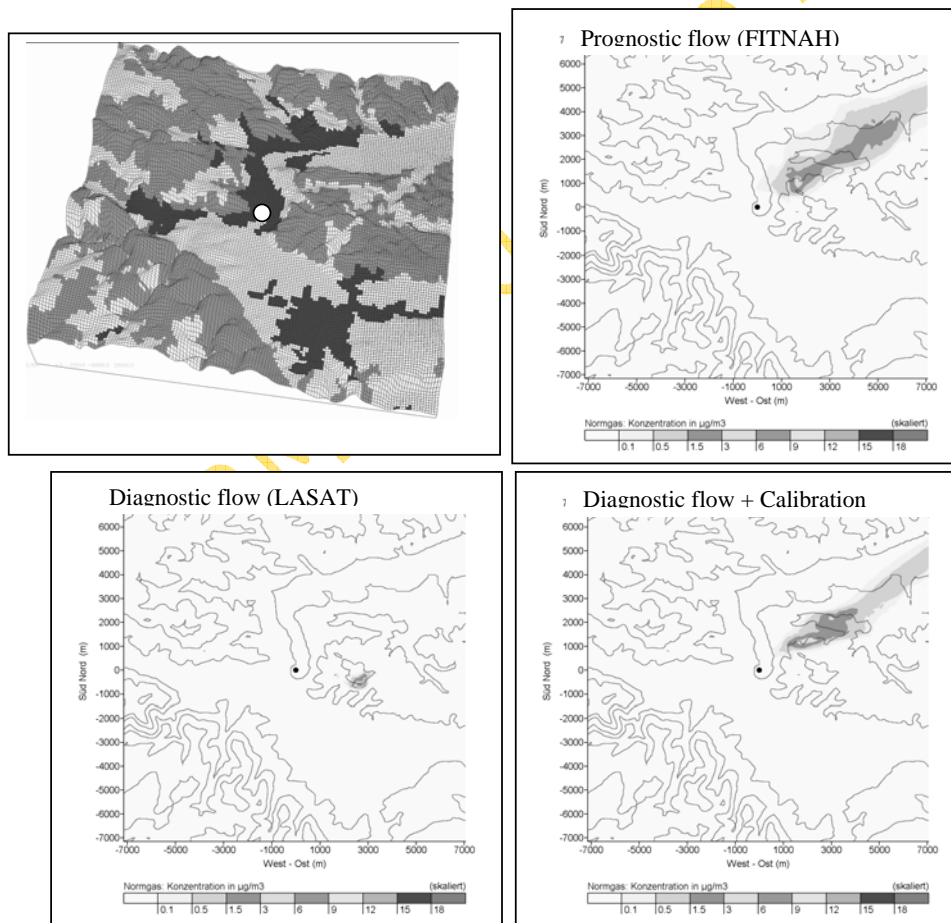 7 Prognostic flow (FITNAH)
6000
5000
4000
3000
2000
1000
0
-1000
-2000
-3000
-4000
-5000
-6000
-7000
Süd Nord (m)
-7000 -5000 -3000 -1000 1000 3000 5000 7000
West - Ost (m)
Normgas: Konzentration in µg/m3 (skaliert)
0.1 0.5 1.5 3 6 9 12 15 18
Diagnostic flow (LASAT)
6000
5000
4000
3000
2000
1000
0
-1000
-2000
-3000
-4000
-5000
-6000
-7000
Süd Nord (m)
-7000 -5000 -3000 -1000 1000 3000 5000 7000
West - Ost (m)
Normgas: Konzentration in µg/m3 (skaliert)
0.1 0.5 1.5 3 6 9 12 15 18
7 Diagnostic flow + Calibration
6000
5000
4000
3000
2000
1000
0
-1000
-2000
-3000
-4000
-5000
-6000
-7000
Süd Nord (m)
-7000 -5000 -3000 -1000 1000 3000 5000 7000
West - Ost (m)
Normgas: Konzentration in µg/m3 (skaliert)
0.1 0.5 1.5 3 6 9 12 15 18